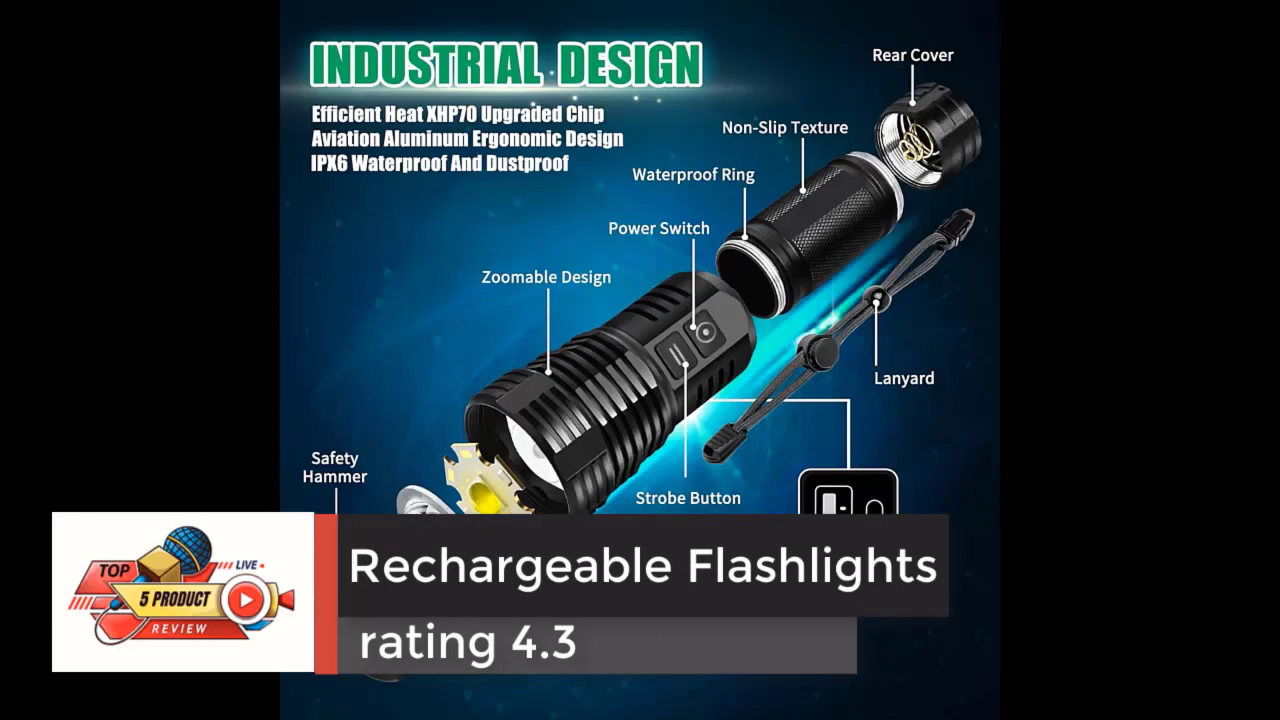 INDUSTRIAL DESIGN
Efficient Heat XHP70 Upgraded Chip
Aviation Aluminum Ergonomic Design
IPX6 Waterproof And Dustproof
Rear Cover
Non-Slip Texture
Waterproof Ring
Power Switch
Zoomable Design
Lanyard
Safety
Hammer
Strobe Button
TOP
LIVE
5 PRODUCT
REVIEW
Rechargeable Flashlights
rating 4.3